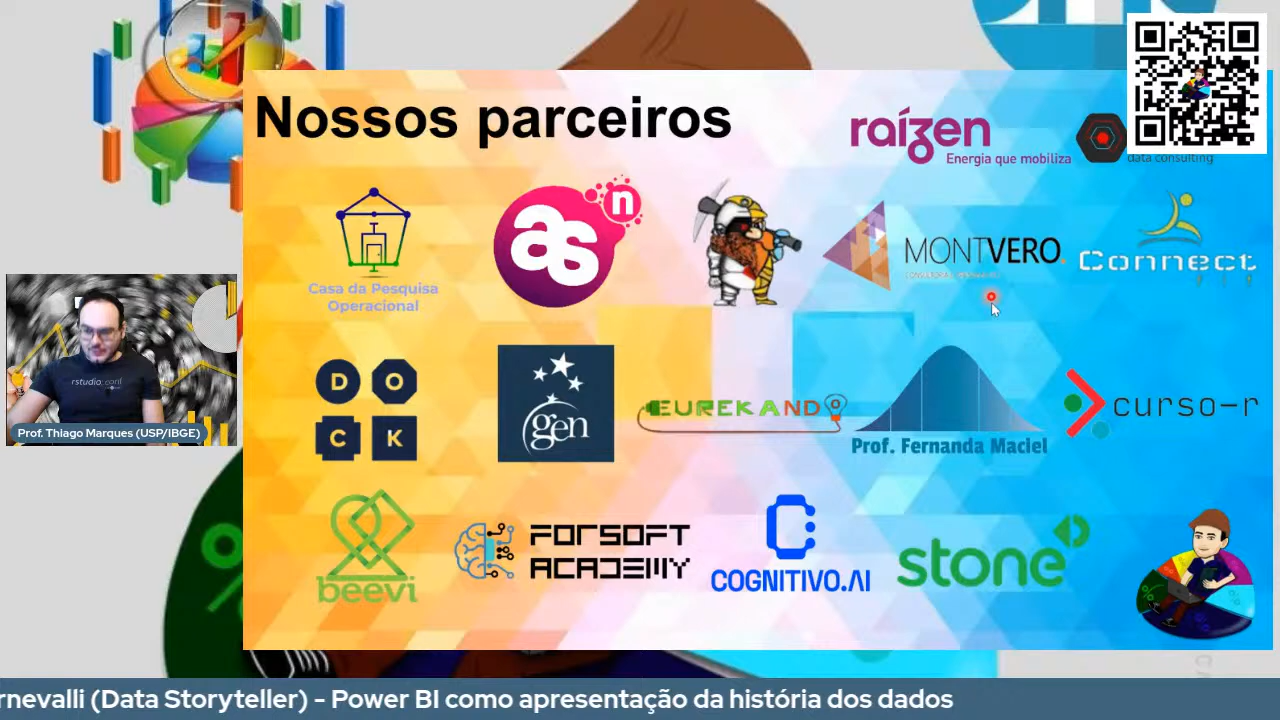 Nossos parceiros
raízen
Energia que mobiliza
data consulting
Casa da Pesquisa
Operacional
as
n
MONTVERO.
Connect
rstudio::conf
Prof. Thiago Marques (USP/IBGE)
D O
C K
gen
EUREKAND
Prof. Fernanda Maciel
curso-r
beevi
FORSOFT
ACADEMY
COGNITIVO.AI
stone
rnevalli (Data Storyteller) - Power BI como apresentação da história dos dados